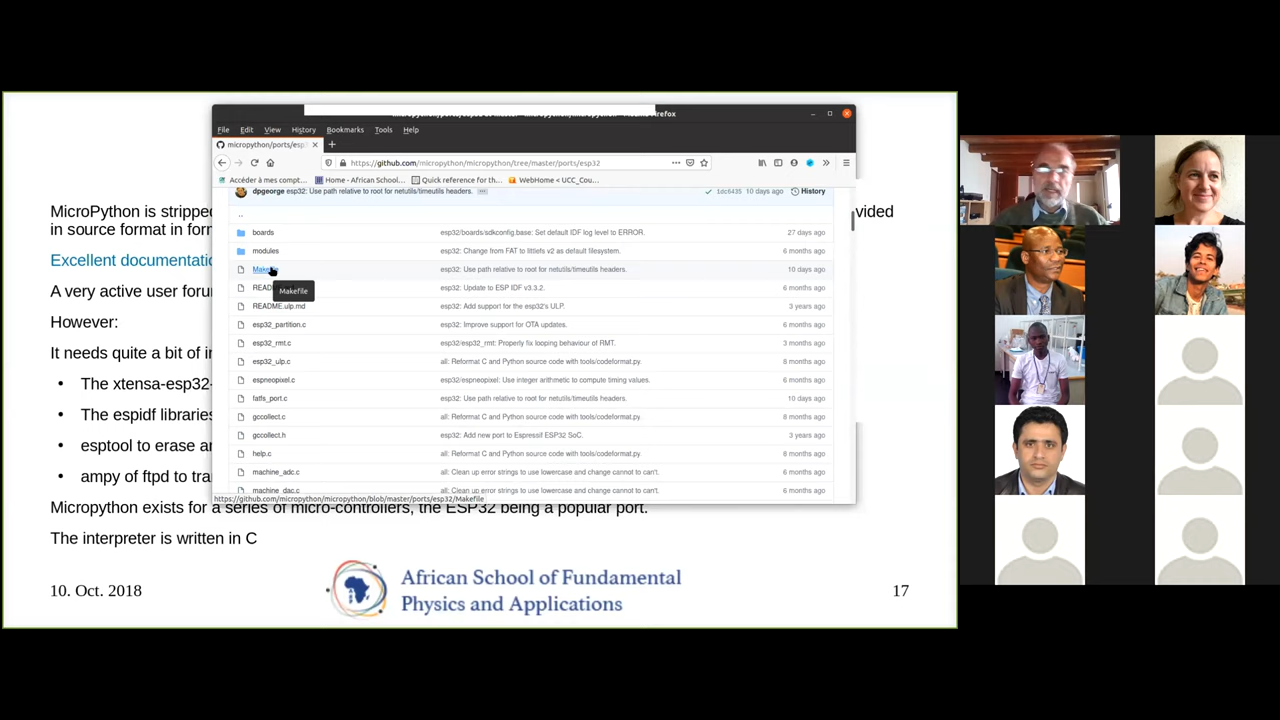 File Edit View History Bookmarks Tools Help
micropython/ports/esp
https://github.com/micropython/micropython/tree/master/ports/esp32
Accéder à mes compt... Home - African School... Quick reference for th... WebHome < UCC_Cou...
dpgeorge esp32: Use path relative to root for netutils/timeutils headers. 1dc6435 10 days ago History
..
boards esp32/boards/sdkconfig.base: Set default IDF log level to ERROR. 27 days ago
modules esp32: Change from FAT to littlefs v2 as default filesystem. 6 months ago
Make esp32: Use path relative to root for netutils/timeutils headers. 10 days ago
Makefile
READ esp32: Update to ESP IDF v3.3.2. 6 months ago
README.ulp.md esp32: Add support for the esp32's ULP. 3 years ago
esp32_partition.c esp32: Improve support for OTA updates. 6 months ago
esp32_rmt.c esp32/esp32_rmt: Properly fix looping behaviour of RMT. 3 months ago
esp32_ulp.c all: Reformat C and Python source code with tools/codeformat.py. 8 months ago
espneopixel.c esp32/espneopixel: Use integer arithmetic to compute timing values. 6 months ago
fatfs_port.c esp32: Use path relative to root for netutils/timeutils headers. 10 days ago
gccollect.c all: Reformat C and Python source code with tools/codeformat.py. 8 months ago
gccollect.h esp32: Add new port to Espressif ESP32 SoC. 3 years ago
help.c all: Reformat C and Python source code with tools/codeformat.py. 8 months ago
machine_adc.c all: Clean up error strings to use lowercase and change cannot to can't. 6 months ago
machine_dac.c all: Clean up error strings to use lowercase and change cannot to can't. 6 months ago
https://github.com/micropython/micropython/blob/master/ports/esp32/Makefile
MicroPython is stripped vided
in source format in for
Excellent documentatio
A very active user foru
However:
It needs quite a bit of in
• The xtensa-esp32-
• The espidf libraries
• esptool to erase an
• ampy of ftpd to tran
Micropython exists for a series of micro-controllers, the ESP32 being a popular port.
The interpreter is written in C
10. Oct. 2018
African School of Fundamental
Physics and Applications
17